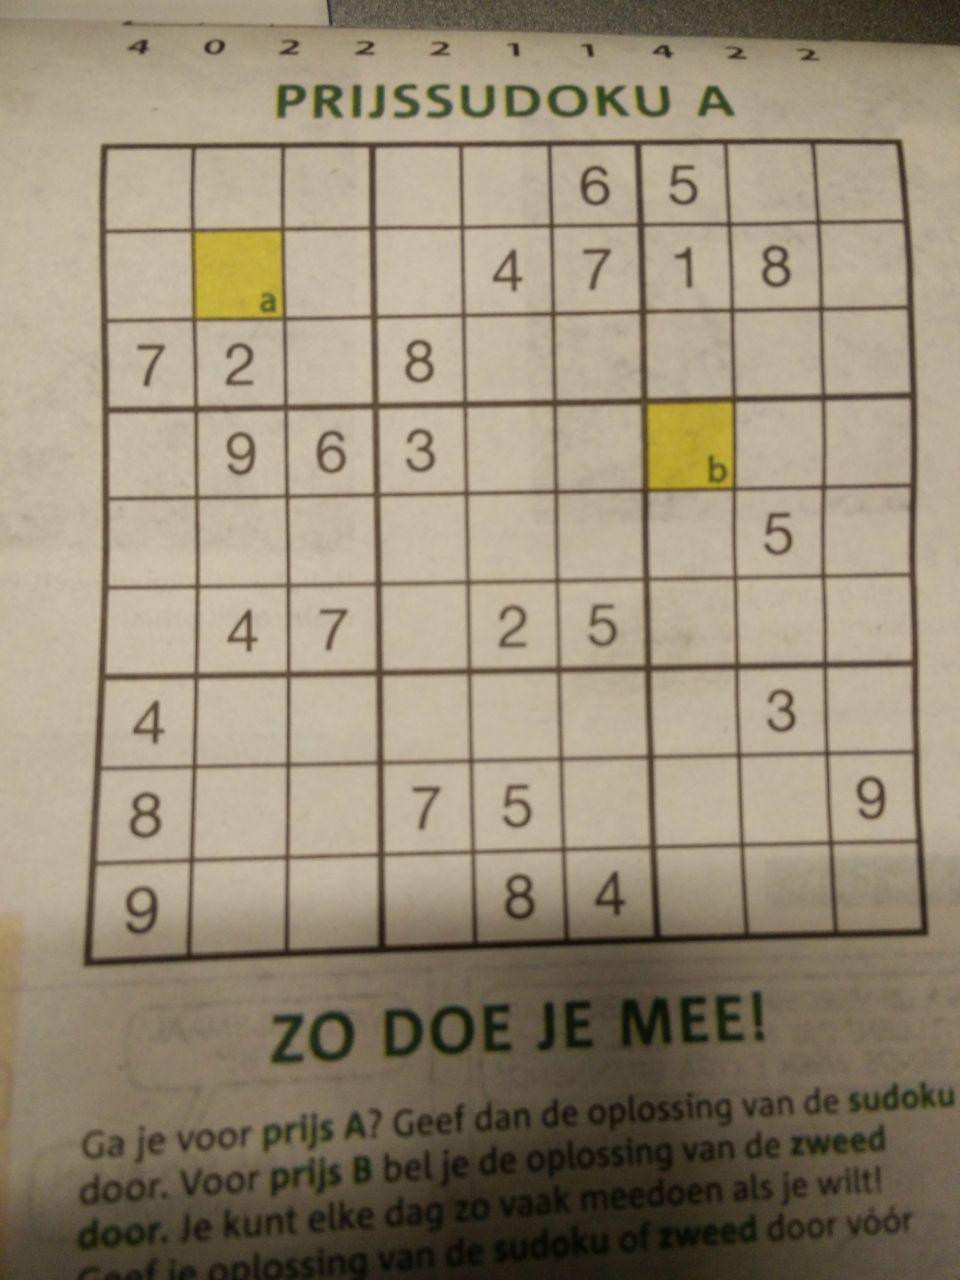 4 0 2 2 2 1 1 4 2 2
PRIJSSUDOKU A
6 5
a 4 7 1 8
7 2 8
9 6 3 b
5
4 7 2 5
4 3
8 7 5 9
9 8 4
ZO DOE JE MEE!
Ga je voor prijs A? Geef dan de oplossing van de sudoku
door. Voor prijs B bel je de oplossing van de zweed
door. Je kunt elke dag zo vaak meedoen als je wilt!
Geef je oplossing van de sudoku of zweed door vóór